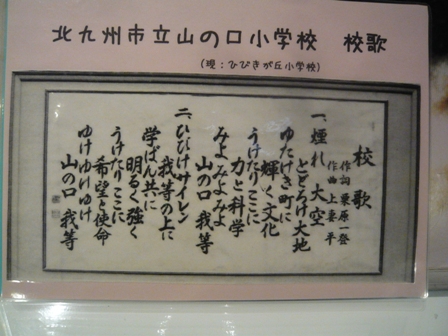 北九州市立山の口小学校　校歌
（現：ひびきが丘小学校）
校歌
作詞 栗原一登
作曲 上妻平
一、煙れ 大空
とどろけ大地
ゆたけき町に
輝く文化
うけたり ここに
力と科学
みよみよみよ
山の口 我等
二、ひびけサイレン
我等の上に
学ばん共に
明るく強く
うけたりここに
希望と使命
ゆけゆけゆけ
山の口 我等